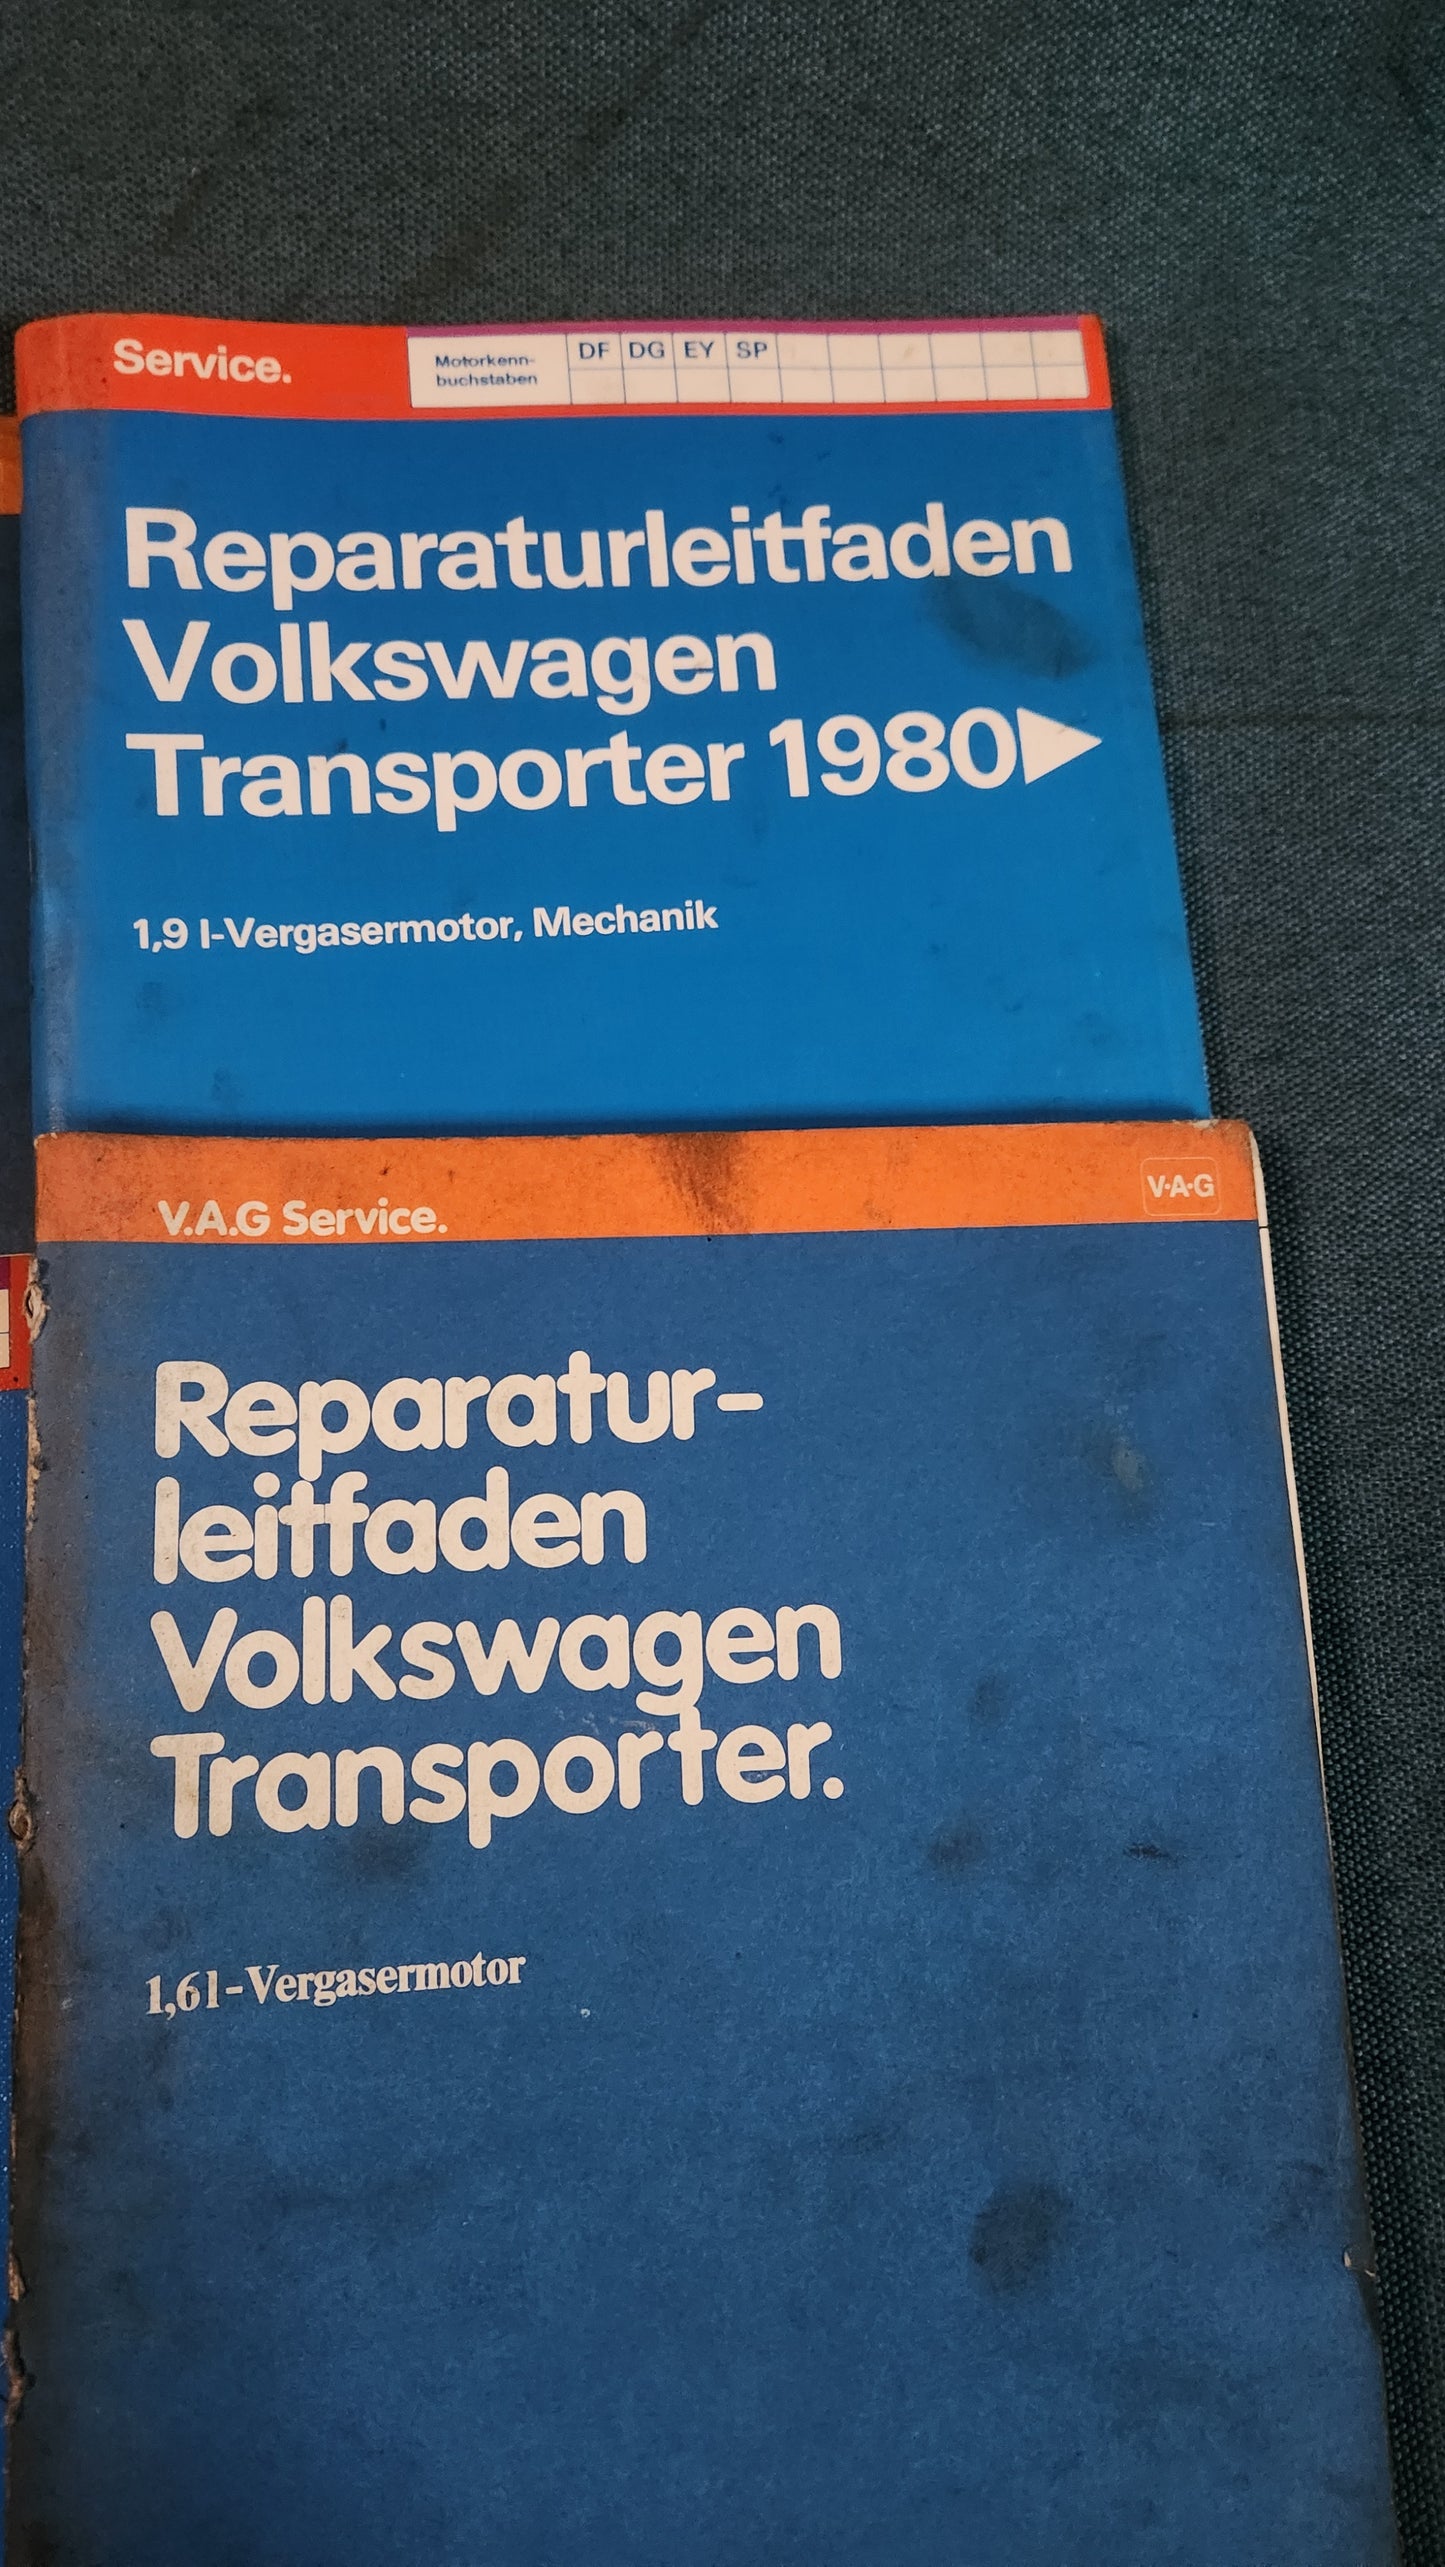 Service.
Motorkenn-
buchstaben
DF DG EY SP
Reparaturleitfaden
Volkswagen
Transporter 1980▶
1,9 l-Vergasermotor, Mechanik
V.A.G Service.
V·A·G
Reparatur-
leitfaden
Volkswagen
Transporter.
1,6 l-Vergasermotor